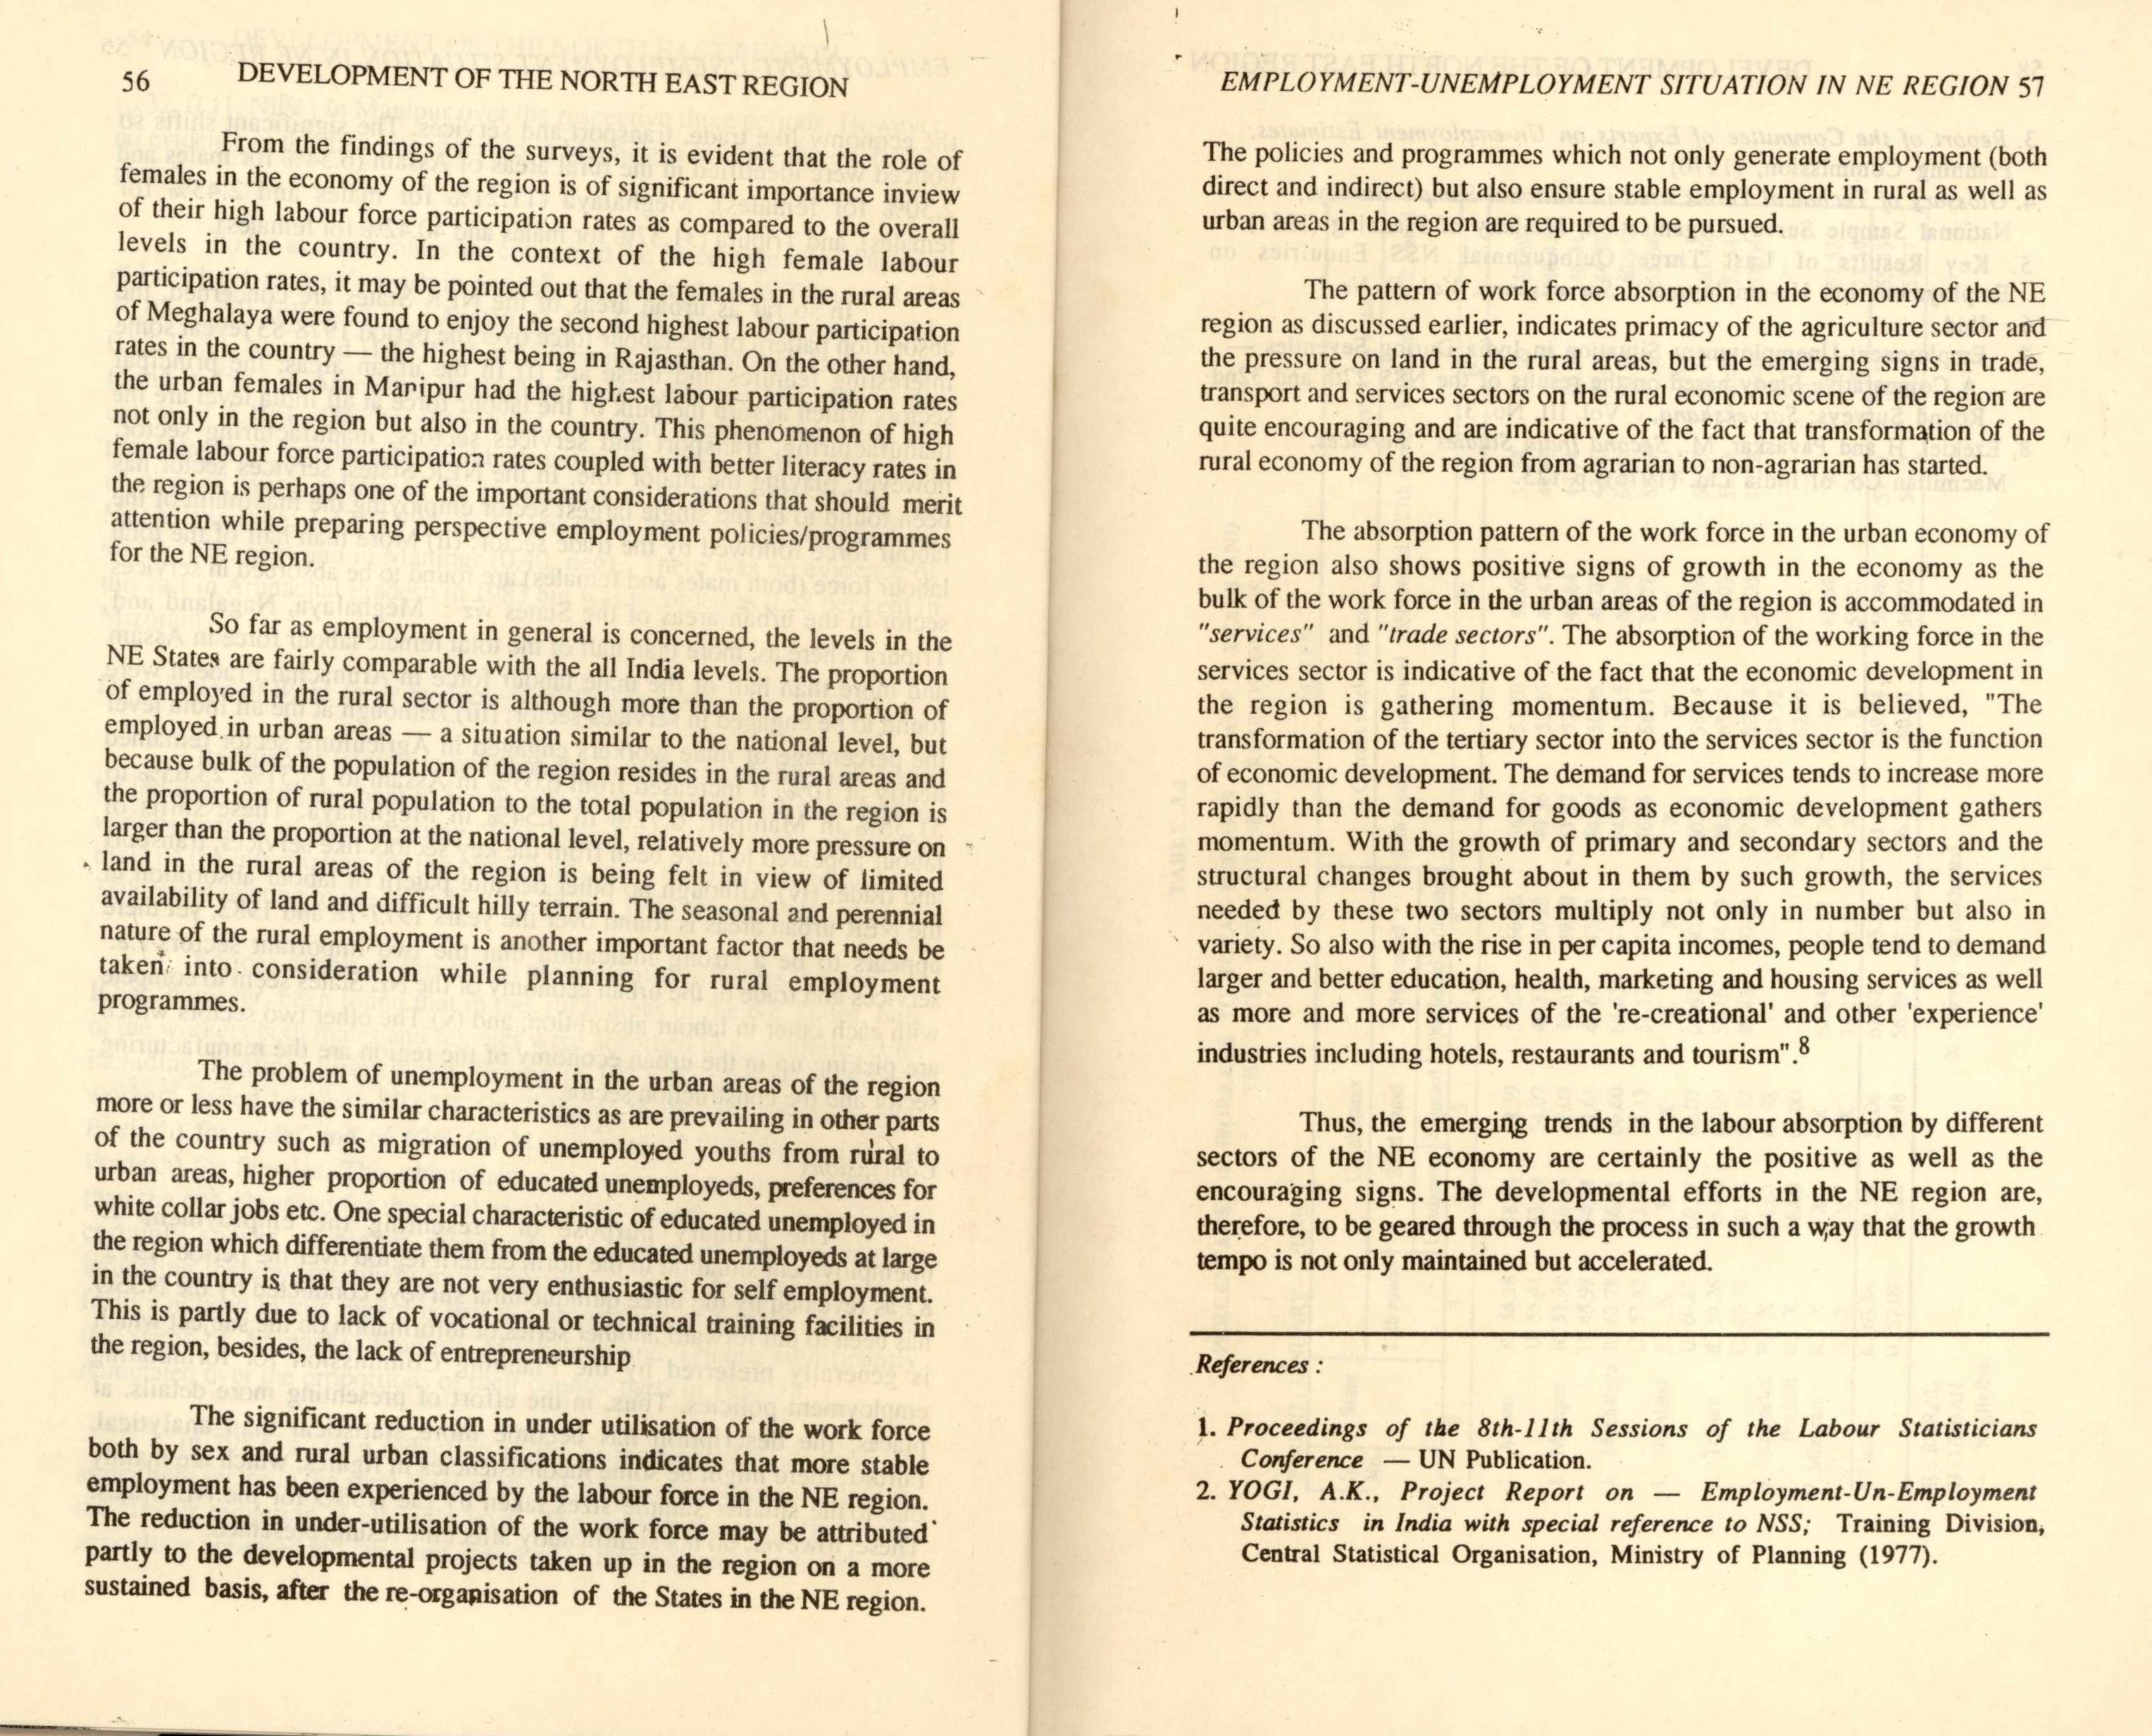 56 DEVELOPMENT OF THE NORTH EAST REGION
From the findings of the surveys, it is evident that the role of
females in the economy of the region is of significant importance inview
of their high labour force participation rates as compared to the overall
levels in the country. In the context of the high female labour
participation rates, it may be pointed out that the females in the rural areas
of Meghalaya were found to enjoy the second highest labour participation
rates in the country — the highest being in Rajasthan. On the other hand,
the urban females in Manipur had the highest labour participation rates
not only in the region but also in the country. This phenomenon of high
female labour force participation rates coupled with better literacy rates in
the region is perhaps one of the important considerations that should merit
attention while preparing perspective employment policies/programmes
for the NE region.
So far as employment in general is concerned, the levels in the
NE States are fairly comparable with the all India levels. The proportion
of employed in the rural sector is although more than the proportion of
employed in urban areas — a situation similar to the national level, but
because bulk of the population of the region resides in the rural areas and
the proportion of rural population to the total population in the region is
larger than the proportion at the national level, relatively more pressure on
land in the rural areas of the region is being felt in view of limited
availability of land and difficult hilly terrain. The seasonal and perennial
nature of the rural employment is another important factor that needs be
taken into consideration while planning for rural employment
programmes.
The problem of unemployment in the urban areas of the region
more or less have the similar characteristics as are prevailing in other parts
of the country such as migration of unemployed youths from rural to
urban areas, higher proportion of educated unemployeds, preferences for
white collar jobs etc. One special characteristic of educated unemployed in
the region which differentiate them from the educated unemployeds at large
in the country is that they are not very enthusiastic for self employment.
This is partly due to lack of vocational or technical training facilities in
the region, besides, the lack of entrepreneurship
The significant reduction in under utilisation of the work force
both by sex and rural urban classifications indicates that more stable
employment has been experienced by the labour force in the NE region.
The reduction in under-utilisation of the work force may be attributed
partly to the developmental projects taken up in the region on a more
sustained basis, after the re-organisation of the States in the NE region.
EMPLOYMENT-UNEMPLOYMENT SITUATION IN NE REGION 57
The policies and programmes which not only generate employment (both
direct and indirect) but also ensure stable employment in rural as well as
urban areas in the region are required to be pursued.
The pattern of work force absorption in the economy of the NE
region as discussed earlier, indicates primacy of the agriculture sector and
the pressure on land in the rural areas, but the emerging signs in trade,
transport and services sectors on the rural economic scene of the region are
quite encouraging and are indicative of the fact that transformation of the
rural economy of the region from agrarian to non-agrarian has started.
The absorption pattern of the work force in the urban economy of
the region also shows positive signs of growth in the economy as the
bulk of the work force in the urban areas of the region is accommodated in
"services" and "trade sectors". The absorption of the working force in the
services sector is indicative of the fact that the economic development in
the region is gathering momentum. Because it is believed, "The
transformation of the tertiary sector into the services sector is the function
of economic development. The demand for services tends to increase more
rapidly than the demand for goods as economic development gathers
momentum. With the growth of primary and secondary sectors and the
structural changes brought about in them by such growth, the services
needed by these two sectors multiply not only in number but also in
variety. So also with the rise in per capita incomes, people tend to demand
larger and better education, health, marketing and housing services as well
as more and more services of the 're-creational' and other 'experience'
industries including hotels, restaurants and tourism".8
Thus, the emerging trends in the labour absorption by different
sectors of the NE economy are certainly the positive as well as the
encouraging signs. The developmental efforts in the NE region are,
therefore, to be geared through the process in such a way that the growth
tempo is not only maintained but accelerated.
References :
1. Proceedings of the 8th-11th Sessions of the Labour Statisticians
Conference — UN Publication.
2. YOGI, A.K., Project Report on — Employment-Un-Employment
Statistics in India with special reference to NSS; Training Division,
Central Statistical Organisation, Ministry of Planning (1977).